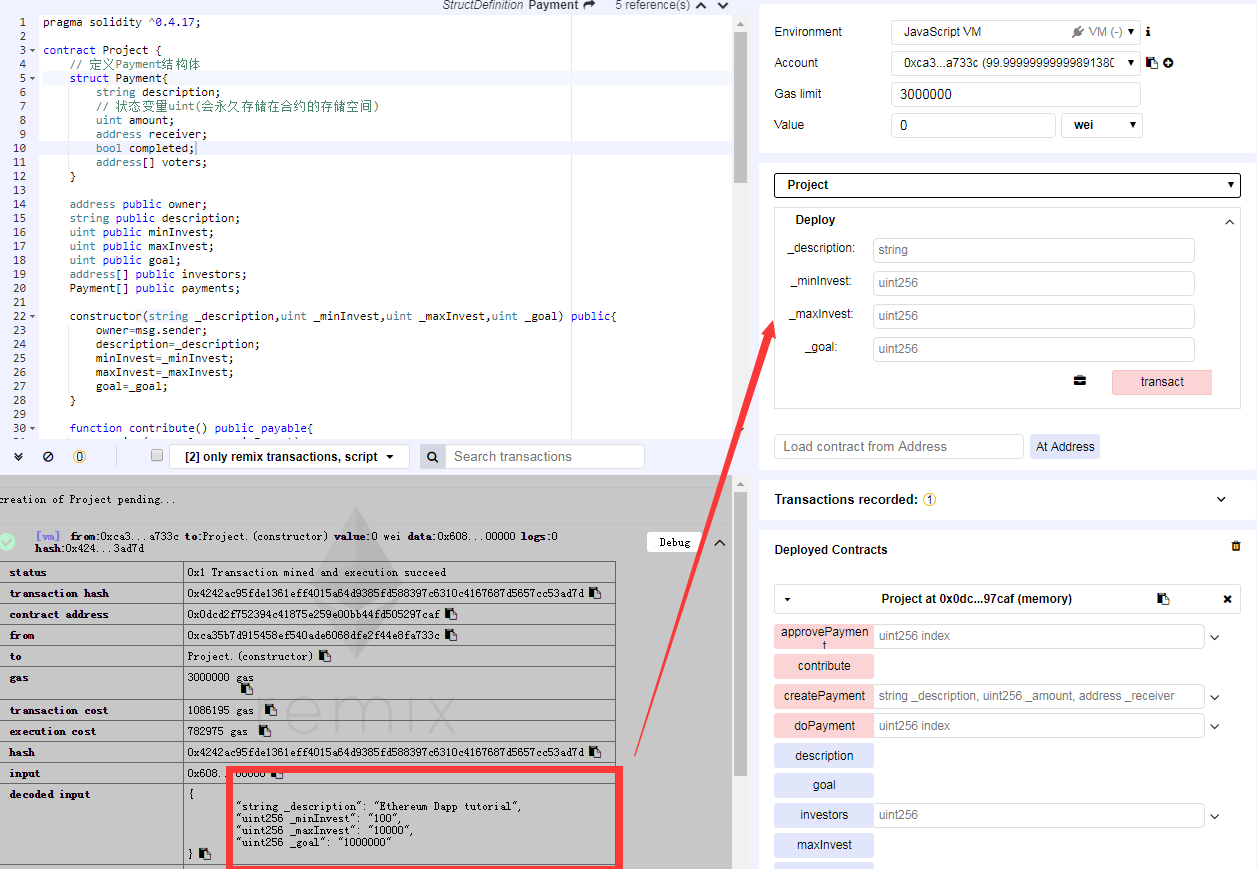 StructDefinition Payment 5 reference(s)
1 pragma solidity ^0.4.17;
2
3 contract Project {
4 // 定义Payment结构体
5 struct Payment{
6 string description;
7 // 状态变量uint(会永久存储在合约的存储空间)
8 uint amount;
9 address receiver;
10 bool completed;
11 address[] voters;
12 }
13
14 address public owner;
15 string public description;
16 uint public minInvest;
17 uint public maxInvest;
18 uint public goal;
19 address[] public investors;
20 Payment[] public payments;
21
22 constructor(string _description,uint _minInvest,uint _maxInvest,uint _goal) public{
23 owner=msg.sender;
24 description=_description;
25 minInvest=_minInvest;
26 maxInvest=_maxInvest;
27 goal=_goal;
28 }
29
30 function contribute() public payable{
0 [2] only remix transactions, script Search transactions
creation of Project pending...
[vm] from:0xca3...a733c to:Project.(constructor) value:0 wei data:0x608...00000 logs:0
hash:0x424...3ad7d
Debug
status 0x1 Transaction mined and execution succeed
transaction hash 0x4242ac95fde1361eff4015a64d9385fd588397c6310c4167687d5657cc53ad7d
contract address 0x0dcd2f752394c41875e259e00bb44fd505297caf
from 0xca35b7d915458ef540ade6068dfe2f44e8fa733c
to Project.(constructor)
gas 3000000 gas
transaction cost 1086195 gas
execution cost 782975 gas
hash 0x4242ac95fde1361eff4015a64d9385fd588397c6310c4167687d5657cc53ad7d
input 0x608...00000
decoded input {
"string _description": "Ethereum Dapp tutorial",
"uint256 _minInvest": "100",
"uint256 _maxInvest": "10000",
"uint256 _goal": "1000000"
}
remix
Environment JavaScript VM VM (-) i
Account 0xca3...a733c (99.99999999999891380
Gas limit 3000000
Value 0 wei
Project
Deploy
_description: string
_minInvest: uint256
_maxInvest: uint256
_goal: uint256
transact
Load contract from Address At Address
Transactions recorded: 1
Deployed Contracts
Project at 0x0dc...97caf (memory)
approvePaymen
t uint256 index
contribute
createPayment string _description, uint256 _amount, address _receiver
doPayment uint256 index
description
goal
investors uint256
maxInvest